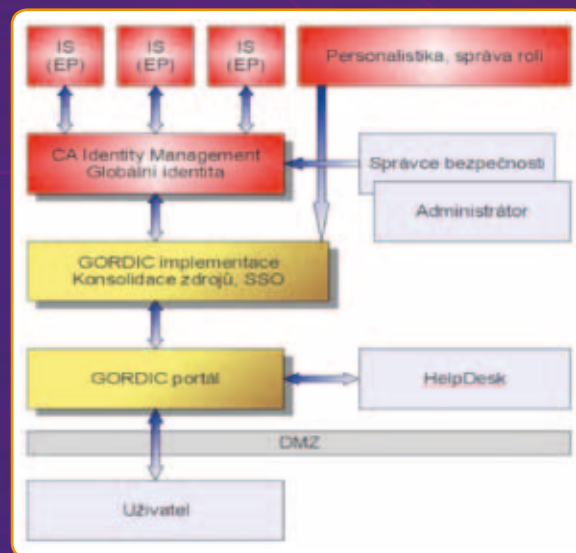 IS
(EP)
IS
(EP)
IS
(EP)
Personalistika, správa rolí
CA Identity Management
Globální identita
Správce bezpečnosti
Administrátor
GORDIC implementace
Konsolidace zdrojů, SSO
GORDIC portál
HelpDesk
DMZ
Uživatel